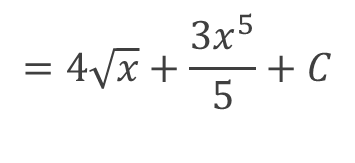 = 4√x + 3x⁵/5 + C